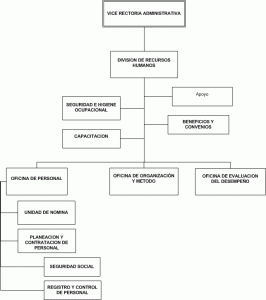 VICE RECTORIA ADMINISTRATIVA
DIVISION DE RECURSOS
HUMANOS
Apoyo
SEGURIDAD E HIGIENE
OCUPACIONAL
BENEFICIOS Y
CONVENIOS
CAPACITACION
OFICINA DE PERSONAL
OFICINA DE ORGANIZACIÓN
Y METODO
OFICINA DE EVALUACION
DEL DESEMPEÑO
UNIDAD DE NOMINA
PLANEACION Y
CONTRATACION DE
PERSONAL
SEGURIDAD SOCIAL
REGISTRO Y CONTROL
DE PERSONAL